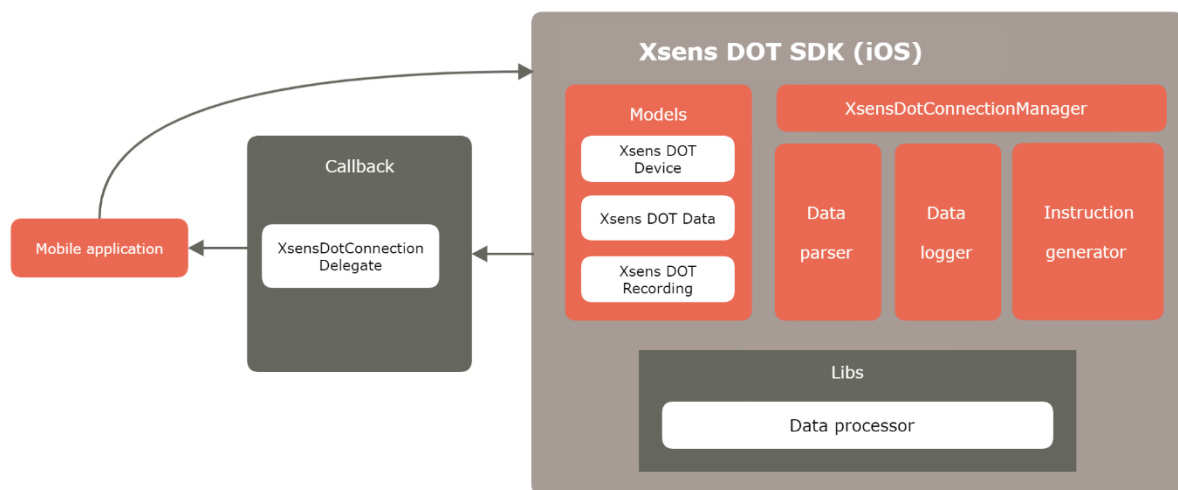 Xsens DOT SDK (iOS)
Models
XsensDotConnectionManager
Xsens DOT
Device
Callback
Xsens DOT Data
Data
parser
Data
logger
Instruction
generator
Mobile application
XsensDotConnection
Delegate
Xsens DOT
Recording
Libs
Data processor